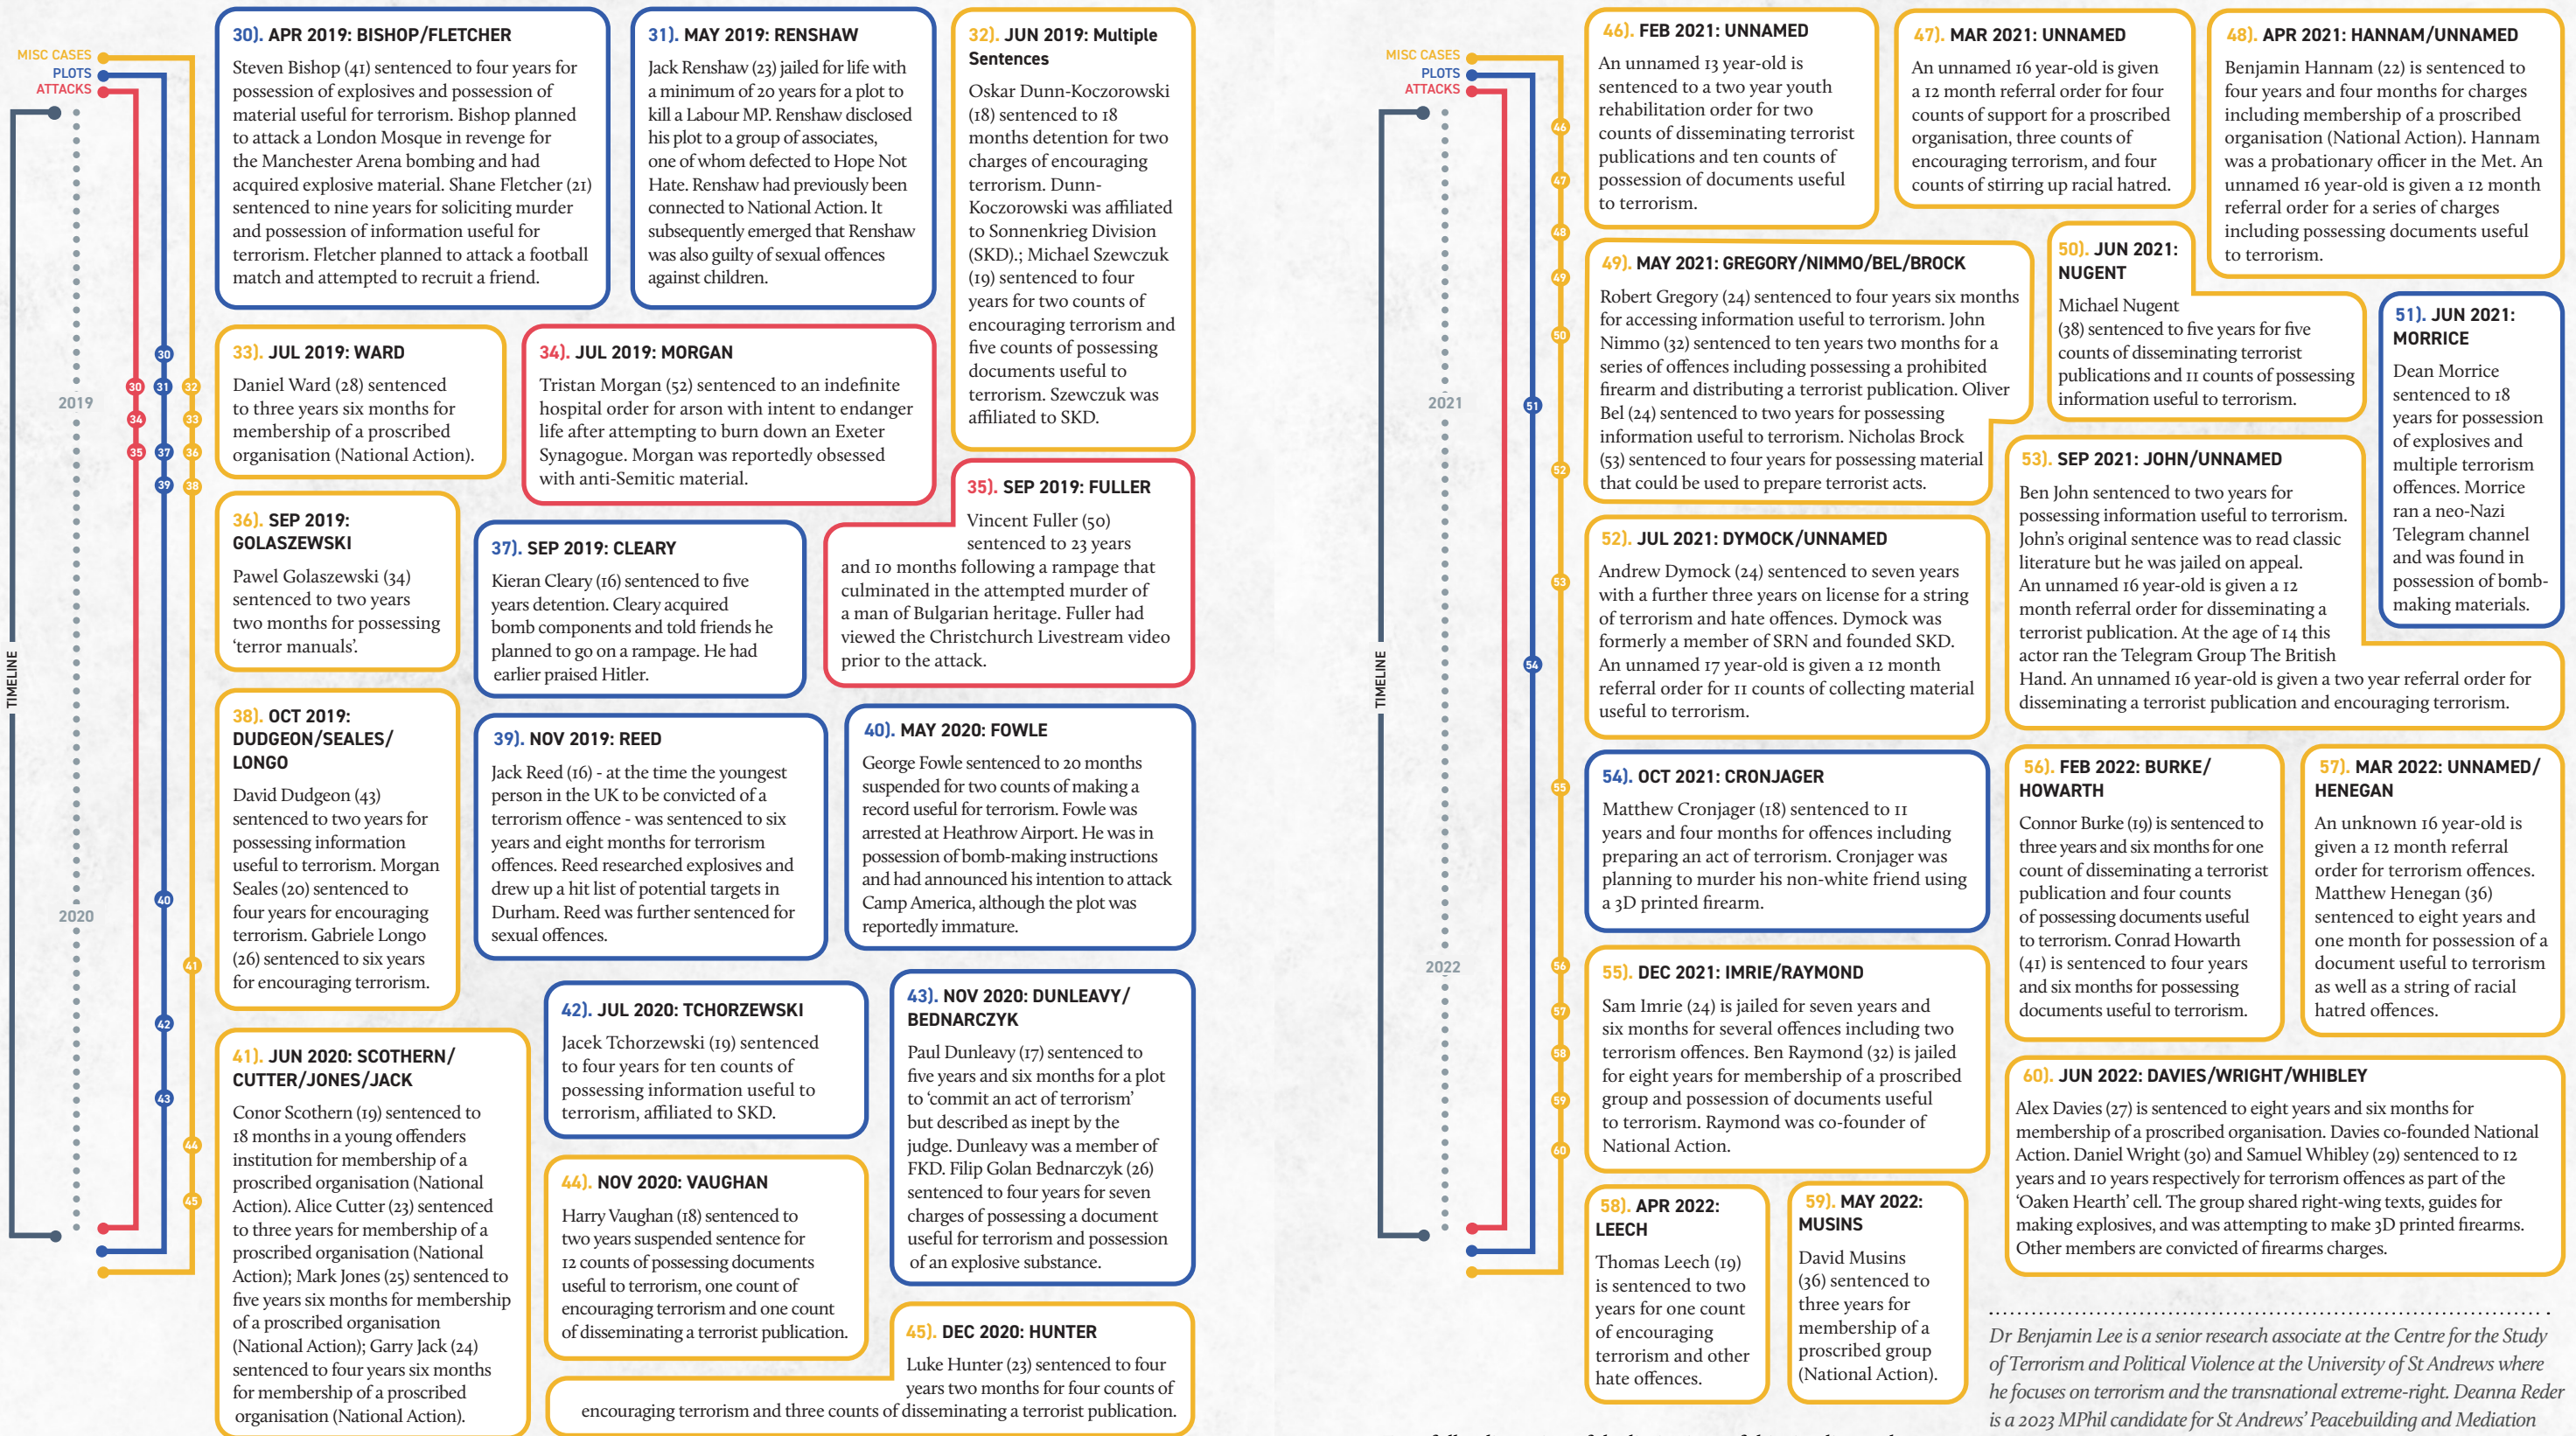 MISC CASES
PLOTS
ATTACKS
TIMELINE
2019
2020
30
31
32
30
34
33
35
37
36
39
38
40
41
42
43
44
45
30). APR 2019: BISHOP/FLETCHER
Steven Bishop (41) sentenced to four years for
possession of explosives and possession of
material useful for terrorism. Bishop planned
to attack a London Mosque in revenge for
the Manchester Arena bombing and had
acquired explosive material. Shane Fletcher (21)
sentenced to nine years for soliciting murder
and possession of information useful for
terrorism. Fletcher planned to attack a football
match and attempted to recruit a friend.
31). MAY 2019: RENSHAW
Jack Renshaw (23) jailed for life with
a minimum of 20 years for a plot to
kill a Labour MP. Renshaw disclosed
his plot to a group of associates,
one of whom defected to Hope Not
Hate. Renshaw had previously been
connected to National Action. It
subsequently emerged that Renshaw
was also guilty of sexual offences
against children.
32). JUN 2019: Multiple
Sentences
Oskar Dunn-Koczorowski
(18) sentenced to 18
months detention for two
charges of encouraging
terrorism. Dunn-
Koczorowski was affiliated
to Sonnenkrieg Division
(SKD).; Michael Szewczuk
(19) sentenced to four
years for two counts of
encouraging terrorism and
five counts of possessing
documents useful to
terrorism. Szewczuk was
affiliated to SKD.
33). JUL 2019: WARD
Daniel Ward (28) sentenced
to three years six months for
membership of a proscribed
organisation (National Action).
34). JUL 2019: MORGAN
Tristan Morgan (52) sentenced to an indefinite
hospital order for arson with intent to endanger
life after attempting to burn down an Exeter
Synagogue. Morgan was reportedly obsessed
with anti-Semitic material.
35). SEP 2019: FULLER
Vincent Fuller (50)
sentenced to 23 years
and 10 months following a rampage that
culminated in the attempted murder of
a man of Bulgarian heritage. Fuller had
viewed the Christchurch Livestream video
prior to the attack.
36). SEP 2019:
GOLASZEWSKI
Pawel Golaszewski (34)
sentenced to two years
two months for possessing
‘terror manuals’.
37). SEP 2019: CLEARY
Kieran Cleary (16) sentenced to five
years detention. Cleary acquired
bomb components and told friends he
planned to go on a rampage. He had
earlier praised Hitler.
38). OCT 2019:
DUDGEON/SEALES/
LONGO
David Dudgeon (43)
sentenced to two years for
possessing information
useful to terrorism. Morgan
Seales (20) sentenced to
four years for encouraging
terrorism. Gabriele Longo
(26) sentenced to six years
for encouraging terrorism.
39). NOV 2019: REED
Jack Reed (16) - at the time the youngest
person in the UK to be convicted of a
terrorism offence - was sentenced to six
years and eight months for terrorism
offences. Reed researched explosives and
drew up a hit list of potential targets in
Durham. Reed was further sentenced for
sexual offences.
40). MAY 2020: FOWLE
George Fowle sentenced to 20 months
suspended for two counts of making a
record useful for terrorism. Fowle was
arrested at Heathrow Airport. He was in
possession of bomb-making instructions
and had announced his intention to attack
Camp America, although the plot was
reportedly immature.
41). JUN 2020: SCOTHERN/
CUTTER/JONES/JACK
Conor Scothern (19) sentenced to
18 months in a young offenders
institution for membership of a
proscribed organisation (National
Action). Alice Cutter (23) sentenced
to three years for membership of a
proscribed organisation (National
Action); Mark Jones (25) sentenced to
five years six months for membership
of a proscribed organisation
(National Action); Garry Jack (24)
sentenced to four years six months
for membership of a proscribed
organisation (National Action).
42). JUL 2020: TCHORZEWSKI
Jacek Tchorzewski (19) sentenced
to four years for ten counts of
possessing information useful to
terrorism, affiliated to SKD.
43). NOV 2020: DUNLEAVY/
BEDNARCZYK
Paul Dunleavy (17) sentenced to
five years and six months for a plot
to ‘commit an act of terrorism’
but described as inept by the
judge. Dunleavy was a member of
FKD. Filip Golan Bednarczyk (26)
sentenced to four years for seven
charges of possessing a document
useful for terrorism and possession
of an explosive substance.
44). NOV 2020: VAUGHAN
Harry Vaughan (18) sentenced to
two years suspended sentence for
12 counts of possessing documents
useful to terrorism, one count of
encouraging terrorism and one count
of disseminating a terrorist publication.
45). DEC 2020: HUNTER
Luke Hunter (23) sentenced to four
years two months for four counts of
encouraging terrorism and three counts of disseminating a terrorist publication.
MISC CASES
PLOTS
ATTACKS
TIMELINE
2021
2022
46
47
48
49
50
51
52
53
54
55
56
57
58
59
60
46). FEB 2021: UNNAMED
An unnamed 13 year-old is
sentenced to a two year youth
rehabilitation order for two
counts of disseminating terrorist
publications and ten counts of
possession of documents useful
to terrorism.
47). MAR 2021: UNNAMED
An unnamed 16 year-old is given
a 12 month referral order for four
counts of support for a proscribed
organisation, three counts of
encouraging terrorism, and four
counts of stirring up racial hatred.
48). APR 2021: HANNAM/UNNAMED
Benjamin Hannam (22) is sentenced to
four years and four months for charges
including membership of a proscribed
organisation (National Action). Hannam
was a probationary officer in the Met. An
unnamed 16 year-old is given a 12 month
referral order for a series of charges
including possessing documents useful
to terrorism.
49). MAY 2021: GREGORY/NIMMO/BEL/BROCK
Robert Gregory (24) sentenced to four years six months
for accessing information useful to terrorism. John
Nimmo (32) sentenced to ten years two months for a
series of offences including possessing a prohibited
firearm and distributing a terrorist publication. Oliver
Bel (24) sentenced to two years for possessing
information useful to terrorism. Nicholas Brock
(53) sentenced to four years for possessing material
that could be used to prepare terrorist acts.
50). JUN 2021:
NUGENT
Michael Nugent
(38) sentenced to five years for five
counts of disseminating terrorist
publications and 11 counts of possessing
information useful to terrorism.
51). JUN 2021:
MORRICE
Dean Morrice
sentenced to 18
years for possession
of explosives and
multiple terrorism
offences. Morrice
ran a neo-Nazi
Telegram channel
and was found in
possession of bomb-
making materials.
52). JUL 2021: DYMOCK/UNNAMED
Andrew Dymock (24) sentenced to seven years
with a further three years on license for a string
of terrorism and hate offences. Dymock was
formerly a member of SRN and founded SKD.
An unnamed 17 year-old is given a 12 month
referral order for 11 counts of collecting material
useful to terrorism.
53). SEP 2021: JOHN/UNNAMED
Ben John sentenced to two years for
possessing information useful to terrorism.
John’s original sentence was to read classic
literature but he was jailed on appeal.
An unnamed 16 year-old is given a 12
month referral order for disseminating a
terrorist publication. At the age of 14 this
actor ran the Telegram Group The British
Hand. An unnamed 16 year-old is given a two year referral order for
disseminating a terrorist publication and encouraging terrorism.
54). OCT 2021: CRONJAGER
Matthew Cronjager (18) sentenced to 11
years and four months for offences including
preparing an act of terrorism. Cronjager was
planning to murder his non-white friend using
a 3D printed firearm.
55). DEC 2021: IMRIE/RAYMOND
Sam Imrie (24) is jailed for seven years and
six months for several offences including two
terrorism offences. Ben Raymond (32) is jailed
for eight years for membership of a proscribed
group and possession of documents useful
to terrorism. Raymond was co-founder of
National Action.
56). FEB 2022: BURKE/
HOWARTH
Connor Burke (19) is sentenced to
three years and six months for one
count of disseminating a terrorist
publication and four counts
of possessing documents useful
to terrorism. Conrad Howarth
(41) is sentenced to four years
and six months for possessing
documents useful to terrorism.
57). MAR 2022: UNNAMED/
HENEGAN
An unknown 16 year-old is
given a 12 month referral
order for terrorism offences.
Matthew Henegan (36)
sentenced to eight years and
one month for possession of a
document useful to terrorism
as well as a string of racial
hatred offences.
58). APR 2022:
LEECH
Thomas Leech (19)
is sentenced to two
years for one count
of encouraging
terrorism and other
hate offences.
59). MAY 2022:
MUSINS
David Musins
(36) sentenced to
three years for
membership of a
proscribed group
(National Action).
60). JUN 2022: DAVIES/WRIGHT/WHIBLEY
Alex Davies (27) is sentenced to eight years and six months for
membership of a proscribed organisation. Davies co-founded National
Action. Daniel Wright (30) and Samuel Whibley (29) sentenced to 12
years and 10 years respectively for terrorism offences as part of the
‘Oaken Hearth’ cell. The group shared right-wing texts, guides for
making explosives, and was attempting to make 3D printed firearms.
Other members are convicted of firearms charges.
Dr Benjamin Lee is a senior research associate at the Centre for the Study
of Terrorism and Political Violence at the University of St Andrews where
he focuses on terrorism and the transnational extreme-right. Deanna Reder
is a 2023 MPhil candidate for St Andrews’ Peacebuilding and Mediation